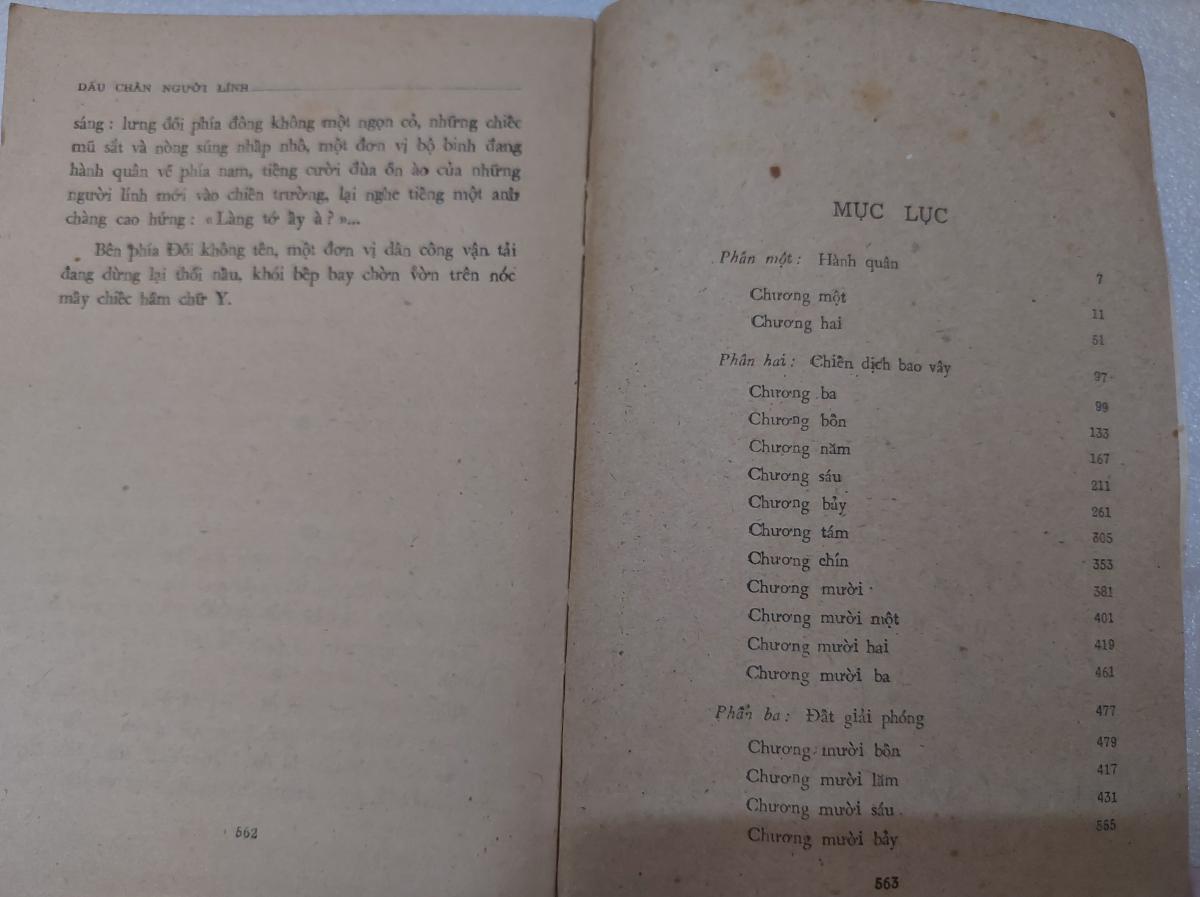 DẤU CHÂN NGƯỜI LÍNH
sáng : lưng đồi phía đông không một ngọn cỏ, những chiếc
mũ sắt và nòng súng nhấp nhô, một đơn vị bộ binh đang
hành quân về phía nam, tiếng cười đùa ồn ào của những
người lính mới vào chiến trường, lại nghe tiếng một anh
chàng cao hứng : « Làng tớ ấy à ? »...
Bên phía Đồi không tên, một đơn vị dân công vận tải
đang dừng lại thổi nấu, khói bếp bay chờn vờn trên nóc
mấy chiếc hầm chữ Y.
562
MỤC LỤC
Phần một : Hành quân 7
Chương một 11
Chương hai 51
Phần hai : Chiến dịch bao vây 97
Chương ba 99
Chương bốn 133
Chương năm 167
Chương sáu 211
Chương bảy 261
Chương tám 305
Chương chín 353
Chương mười 381
Chương mười một 401
Chương mười hai 419
Chương mười ba 461
Phần ba : Đất giải phóng 477
Chương mười bốn 479
Chương mười lăm 417
Chương mười sáu 431
Chương mười bảy 555
563